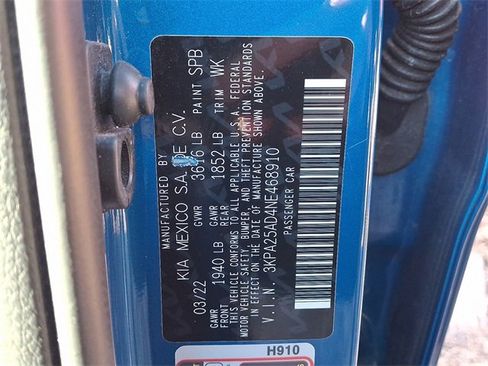 MANUFACTURED BY
KIA MEXICO S.A. DE C.V.
03/22 GVWR 3616 LB PAINT SPB
GAWR FRONT 1940 LB GAWR REAR 1852 LB TRIM WK
THIS VEHICLE CONFORMS TO ALL APPLICABLE U.S.A. FEDERAL
MOTOR VEHICLE SAFETY, BUMPER, AND THEFT PREVENTION STANDARDS
IN EFFECT ON THE DATE OF MANUFACTURE SHOWN ABOVE.
V.I.N. 3KPA25AD4NE468910
PASSENGER CAR
H910